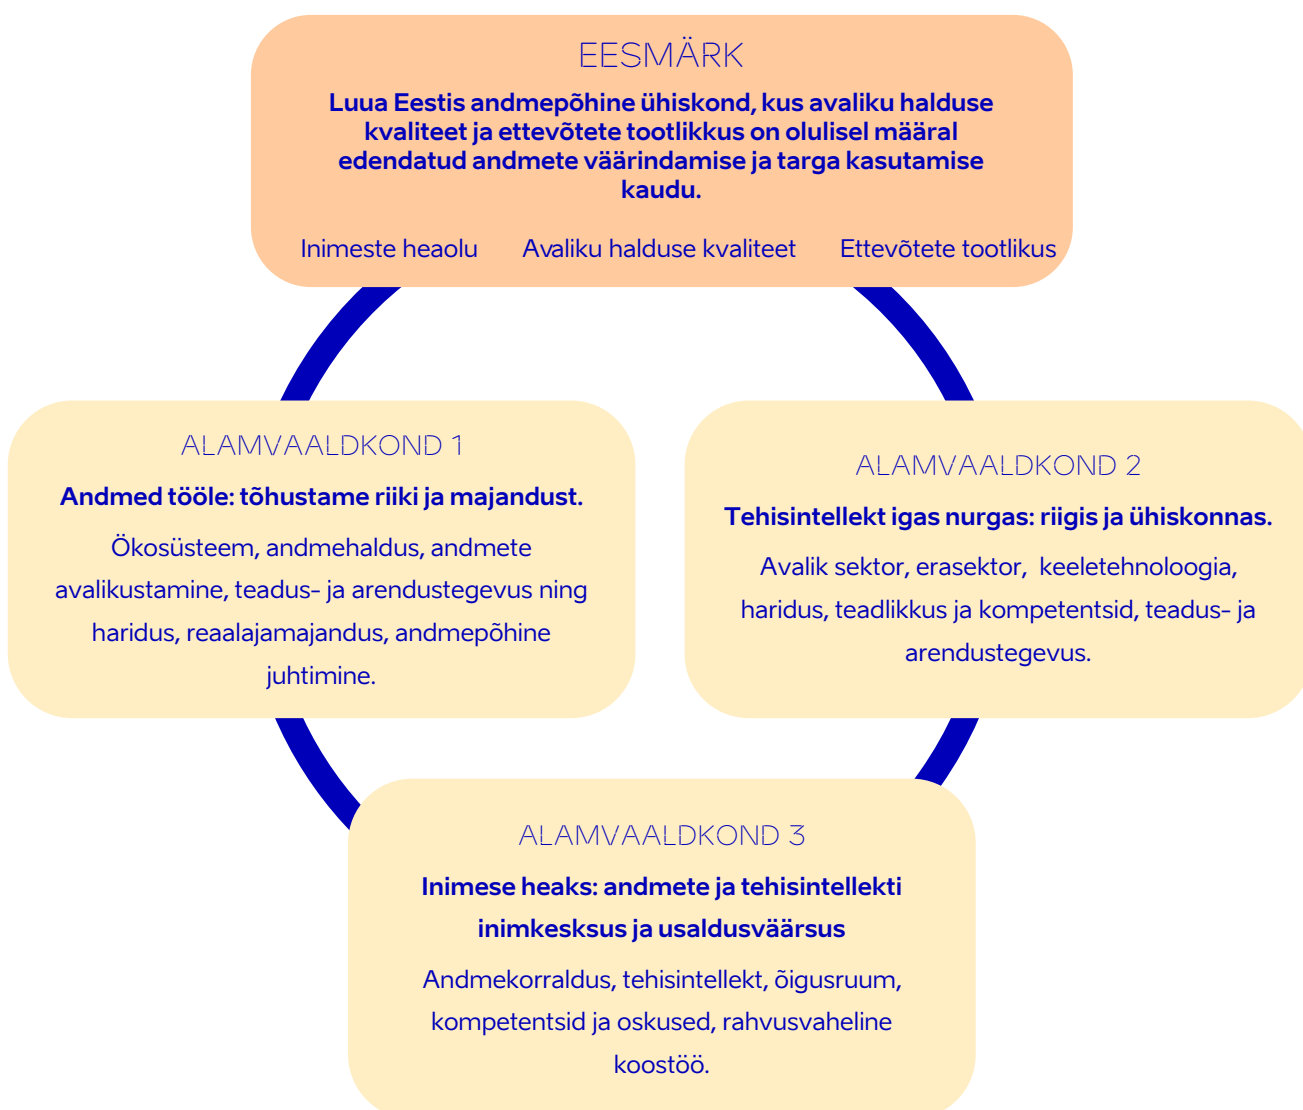 EESMÄRK
Luua Eestis andmepõhine ühiskond, kus avaliku halduse
kvaliteet ja ettevõtete tootlikkus on olulisel määral
edendatud andmete väärindamise ja targa kasutamise
kaudu.
Inimeste heaolu Avaliku halduse kvaliteet Ettevõtete tootlikus
ALAMVAALDKOND 1
Andmed tööle: tõhustame riiki ja majandust.
Ökosüsteem, andmehaldus, andmete
avalikustamine, teadus- ja arendustegevus ning
haridus, reaalajamajandus, andmepõhine
juhtimine.
ALAMVAALDKOND 2
Tehisintellekt igas nurgas: riigis ja ühiskonnas.
Avalik sektor, erasektor, keeletehnoloogia,
haridus, teadlikkus ja kompetentsid, teadus- ja
arendustegevus.
ALAMVAALDKOND 3
Inimese heaks: andmete ja tehisintellekti
inimkesksus ja usaldusväärsus
Andmekorraldus, tehisintellekt, õigusruum,
kompetentsid ja oskused, rahvusvaheline
koostöö.